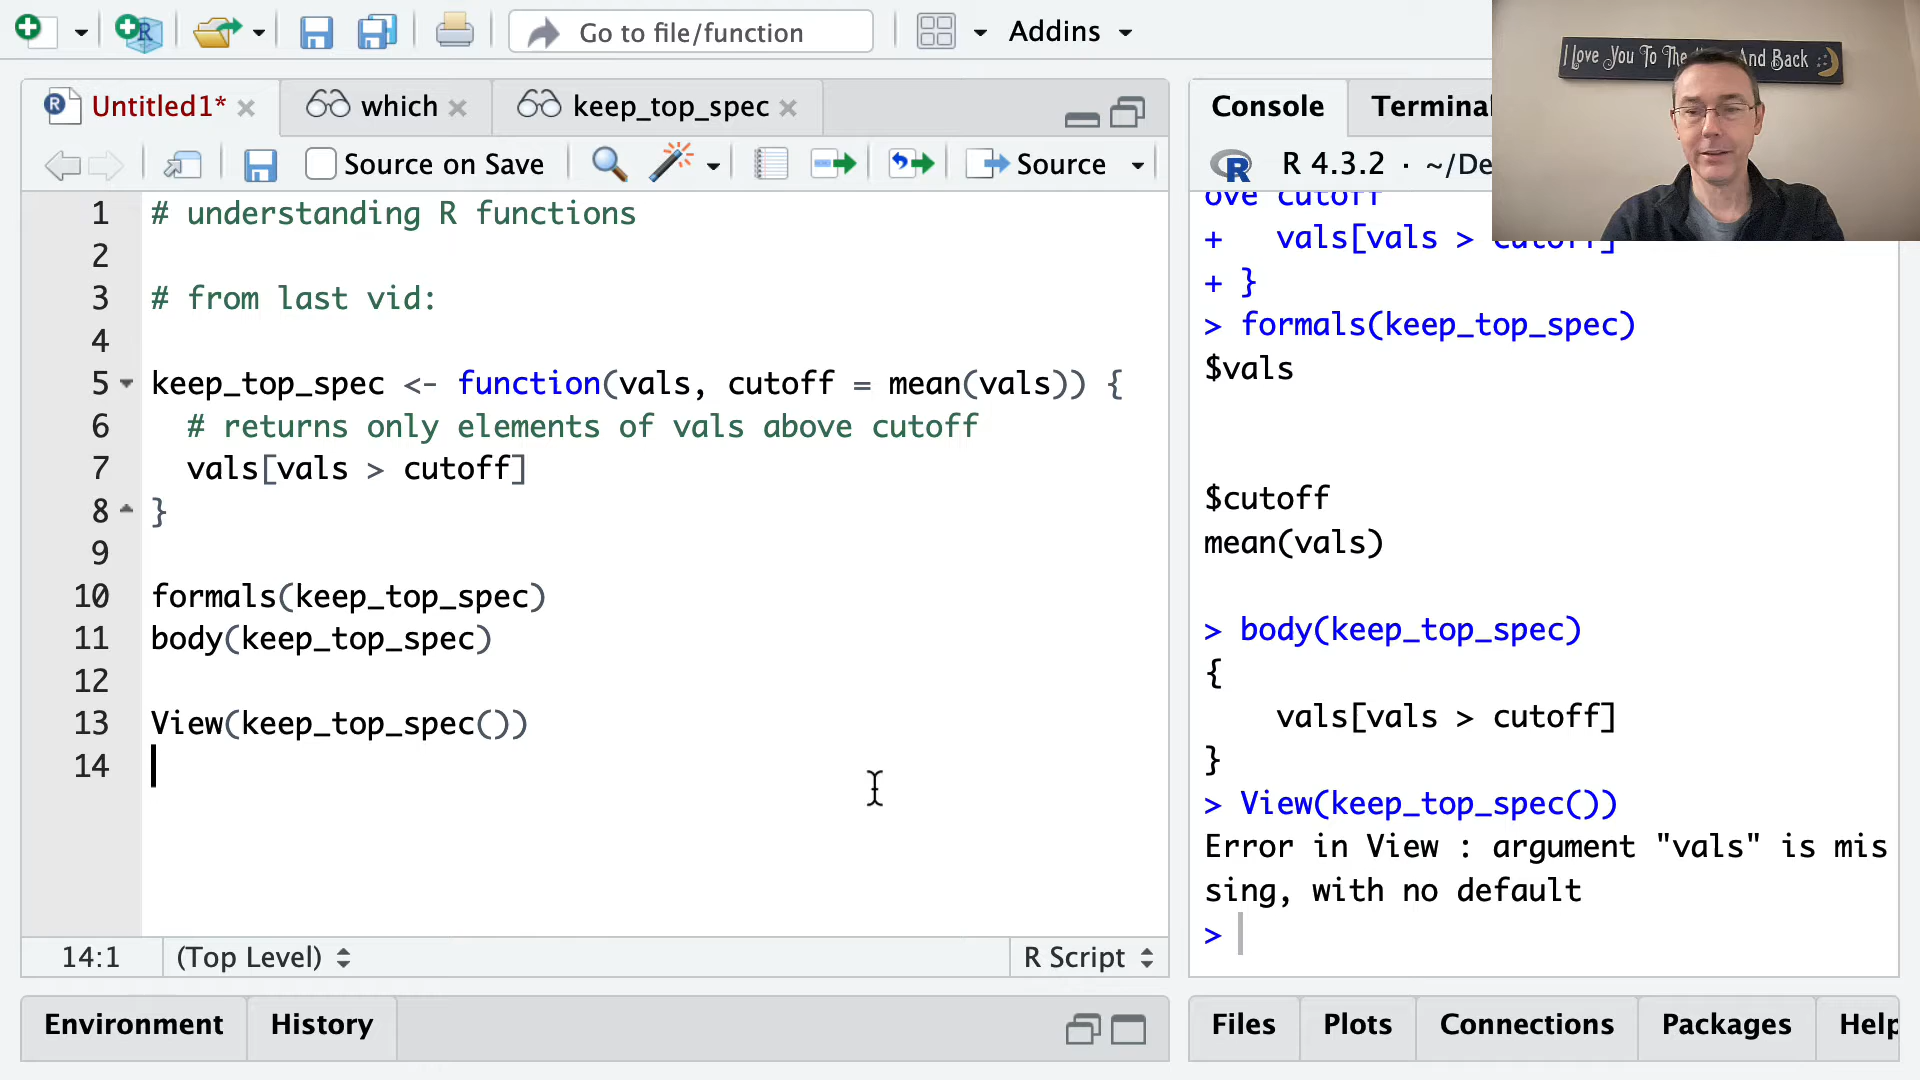 Go to file/function
Addins
I Love You To The And Back
Untitled1*
which
keep_top_spec
Source on Save
Source
1 # understanding R functions
2
3 # from last vid:
4
5 keep_top_spec <- function(vals, cutoff = mean(vals)) {
6 # returns only elements of vals above cutoff
7 vals[vals > cutoff]
8 }
9
10 formals(keep_top_spec)
11 body(keep_top_spec)
12
13 View(keep_top_spec())
14
14:1
(Top Level)
R Script
Environment
History
Console
Terminal
R 4.3.2 · ~/De
ove cutoff
+ vals[vals > cutoff]
+ }
> formals(keep_top_spec)
$vals
$cutoff
mean(vals)
> body(keep_top_spec)
{
vals[vals > cutoff]
}
> View(keep_top_spec())
Error in View : argument "vals" is mis
sing, with no default
>
Files
Plots
Connections
Packages
Help